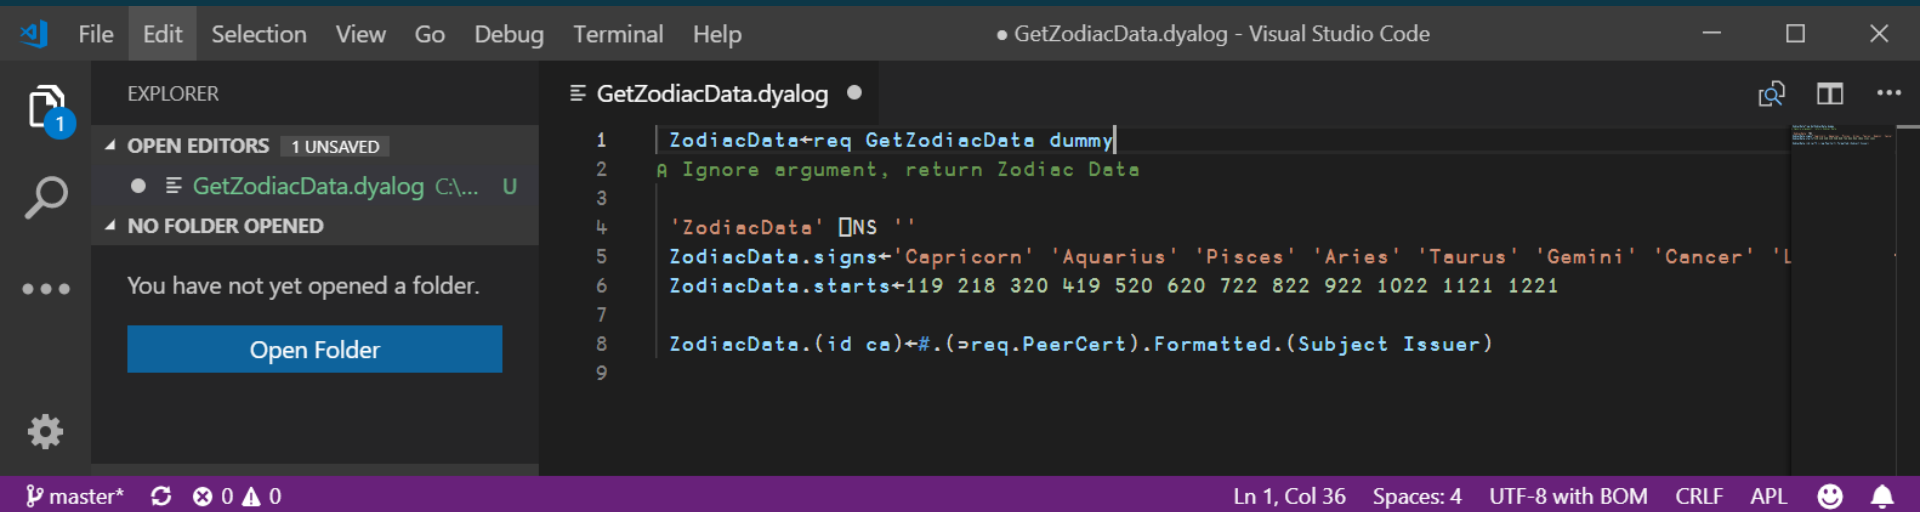 File Edit Selection View Go Debug Terminal Help ● GetZodiacData.dyalog - Visual Studio Code
EXPLORER
1
OPEN EDITORS 1 UNSAVED
GetZodiacData.dyalog C:\... U
NO FOLDER OPENED
You have not yet opened a folder.
Open Folder
GetZodiacData.dyalog
1 ZodiacData←req GetZodiacData dummy
2 ⍝ Ignore argument, return Zodiac Data
3
4 'ZodiacData' ⎕NS ''
5 ZodiacData.signs←'Capricorn' 'Aquarius' 'Pisces' 'Aries' 'Taurus' 'Gemini' 'Cancer' 'L
6 ZodiacData.starts←119 218 320 419 520 620 722 822 922 1022 1121 1221
7
8 ZodiacData.(id ca)←#.(⊃req.PeerCert).Formatted.(Subject Issuer)
9
master* 0 0 Ln 1, Col 36 Spaces: 4 UTF-8 with BOM CRLF APL